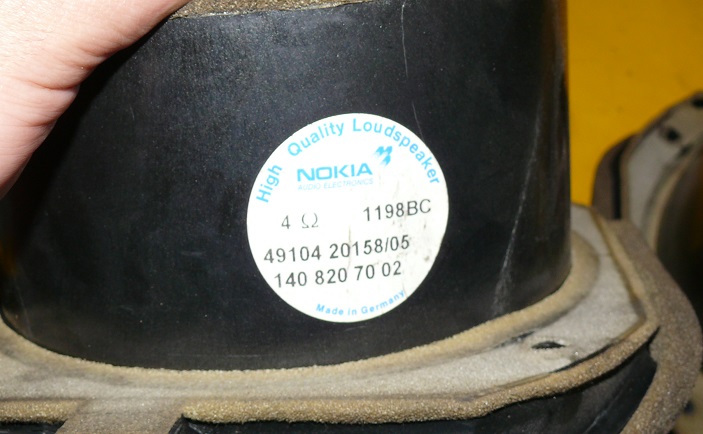 High Quality Loudspeaker
NOKIA
AUDIO ELECTRONICS
4 Ω 1198BC
49104 20158/05
140 820 70 02
Made in Germany